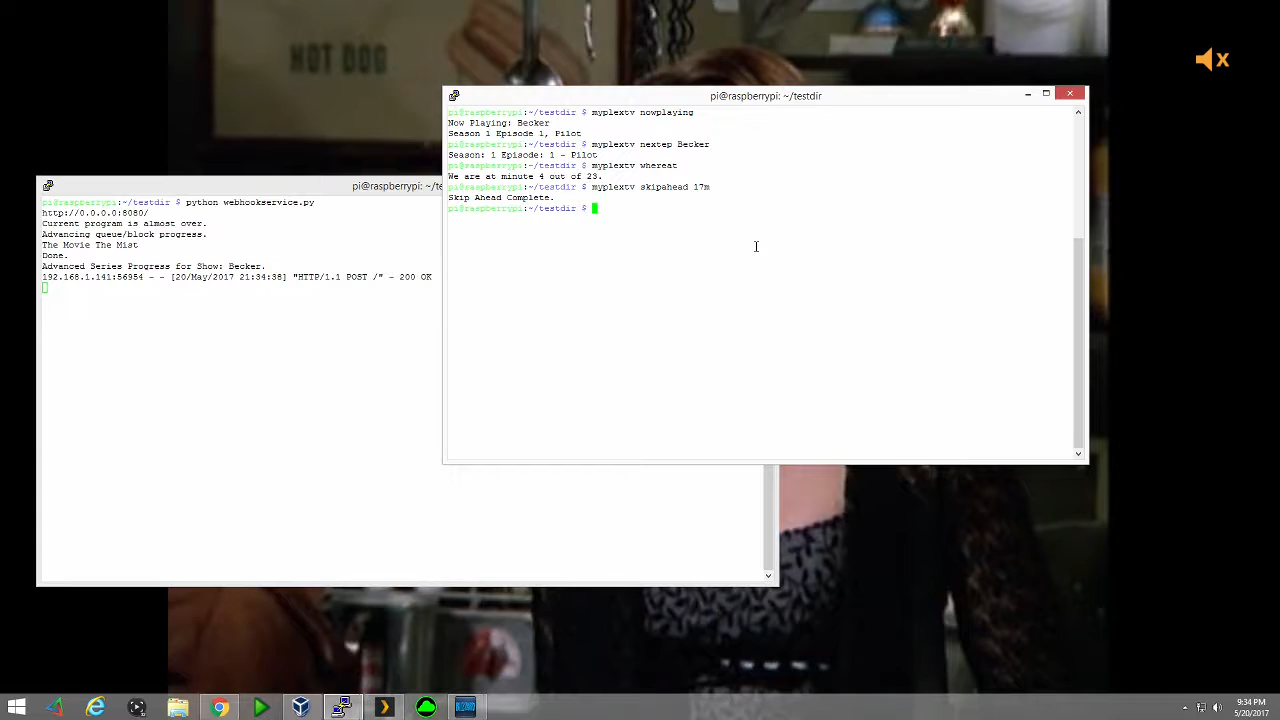 HOT DOG
pi@raspberrypi: ~/testdir
pi@raspberrypi:~/testdir $ myplextv nowplaying
Now Playing: Becker
Season 1 Episode 1, Pilot
pi@raspberrypi:~/testdir $ myplextv nextep Becker
Season: 1 Episode: 1 - Pilot
pi@raspberrypi:~/testdir $ myplextv whereat
We are at minute 4 out of 23.
pi@raspberrypi:~/testdir $ myplextv skipahead 17m
Skip Ahead Complete.
pi@raspberrypi:~/testdir $
pi@raspberrypi: ~/te
pi@raspberrypi:~/testdir $ python webhookservice.py
http://0.0.0.0:8080/
Current program is almost over.
Advancing queue/block progress.
The Movie The Mist
Done.
Advanced Series Progress for Show: Becker.
192.168.1.141:56954 - - [20/May/2017 21:34:38] "HTTP/1.1 POST /" - 200 OK
9:34 PM
5/20/2017